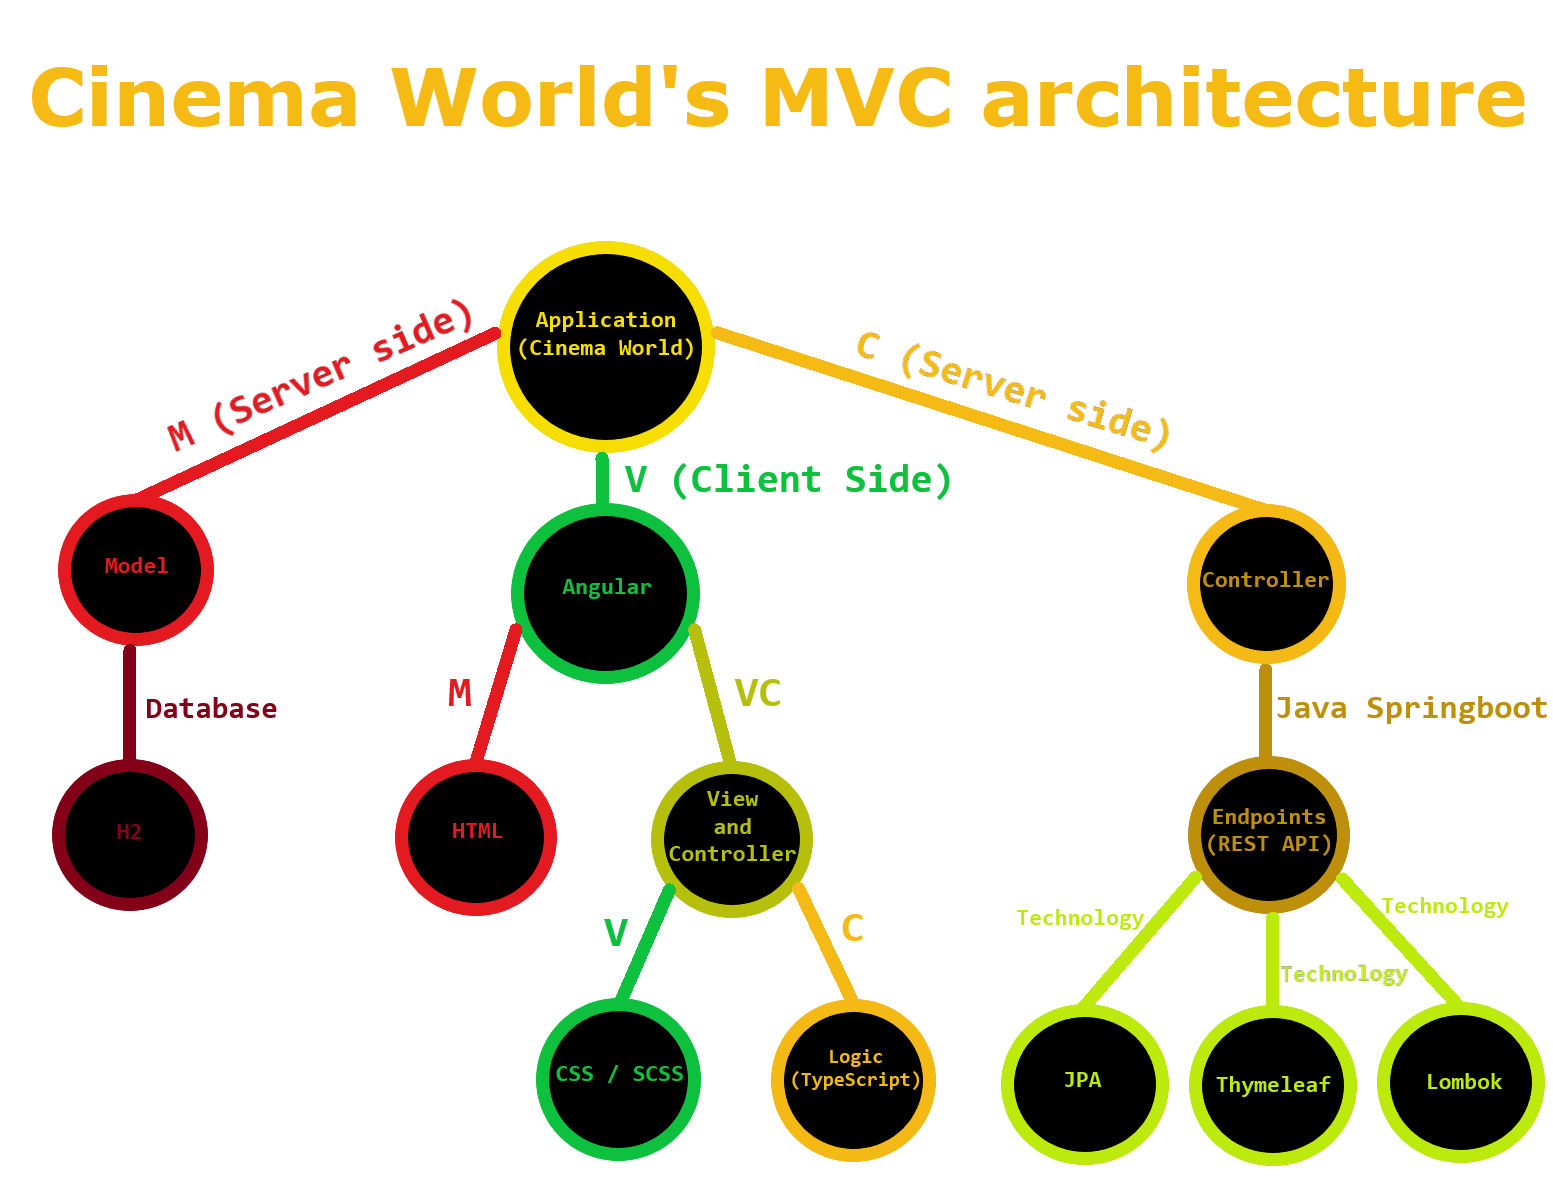 Cinema World's MVC architecture
Application
(Cinema World)
M (Server side)
C (Server side)
V (Client Side)
Model
Angular
Controller
Database
M
VC
Java Springboot
H2
HTML
View
and
Controller
Endpoints
(REST API)
V
C
Technology
Technology
Technology
CSS / SCSS
Logic
(TypeScript)
JPA
Thymeleaf
Lombok